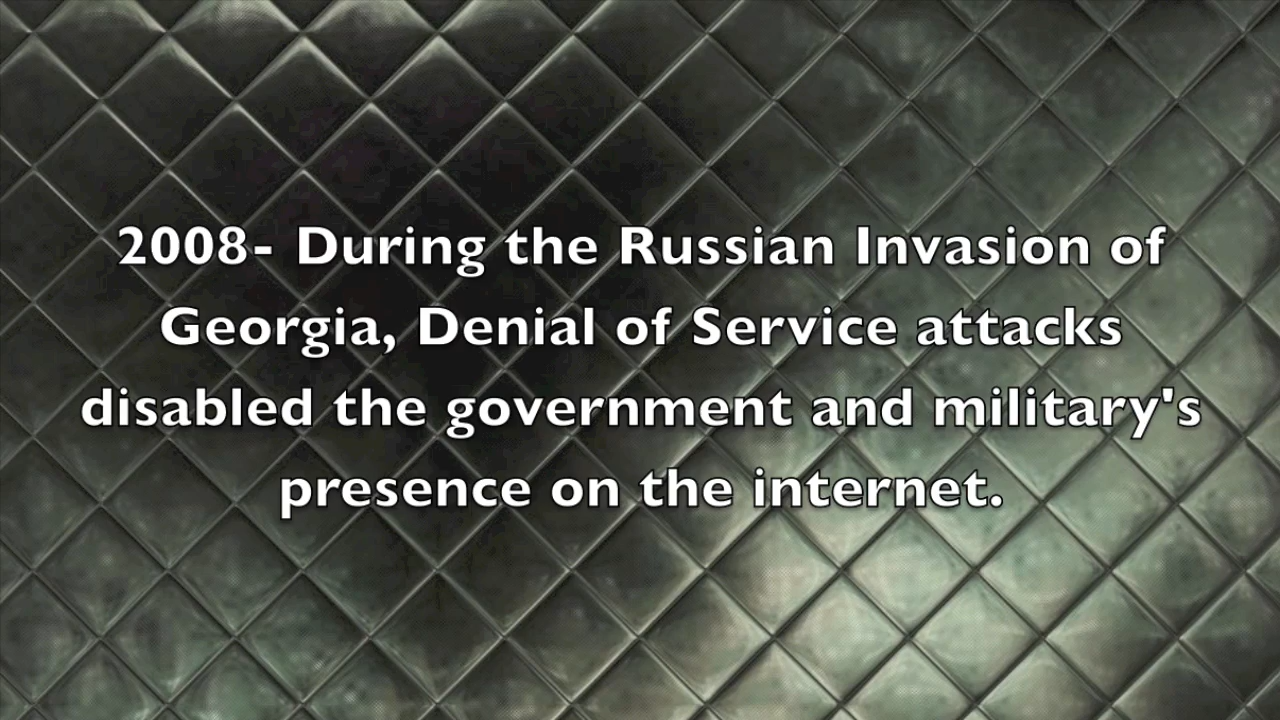 2008- During the Russian Invasion of
Georgia, Denial of Service attacks
disabled the government and military's
presence on the internet.